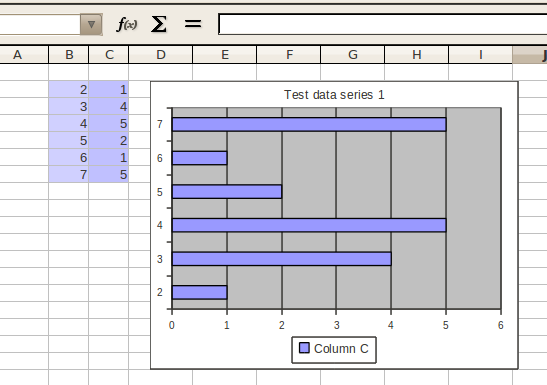 f(x) Σ =
A B C D E F G H I J
2 1
3 4
4 5
5 2
6 1
7 5
Test data series 1
7
6
5
4
3
2
0 1 2 3 4 5 6
Column C